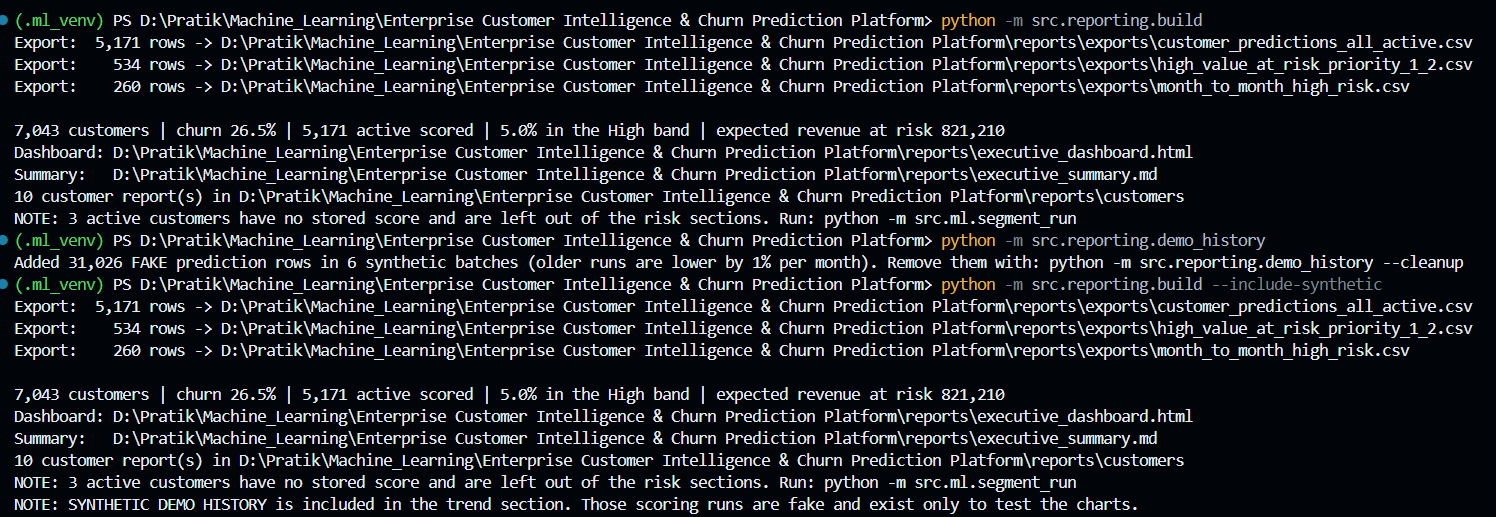 (.ml_venv) PS D:\Pratik\Machine_Learning\Enterprise Customer Intelligence & Churn Prediction Platform> python -m src.reporting.build
Export:  5,171 rows -> D:\Pratik\Machine_Learning\Enterprise Customer Intelligence & Churn Prediction Platform\reports\exports\customer_predictions_all_active.csv
Export:    534 rows -> D:\Pratik\Machine_Learning\Enterprise Customer Intelligence & Churn Prediction Platform\reports\exports\high_value_at_risk_priority_1_2.csv
Export:    260 rows -> D:\Pratik\Machine_Learning\Enterprise Customer Intelligence & Churn Prediction Platform\reports\exports\month_to_month_high_risk.csv
7,043 customers | churn 26.5% | 5,171 active scored | 5.0% in the High band | expected revenue at risk 821,210
Dashboard: D:\Pratik\Machine_Learning\Enterprise Customer Intelligence & Churn Prediction Platform\reports\executive_dashboard.html
Summary:   D:\Pratik\Machine_Learning\Enterprise Customer Intelligence & Churn Prediction Platform\reports\executive_summary.md
10 customer report(s) in D:\Pratik\Machine_Learning\Enterprise Customer Intelligence & Churn Prediction Platform\reports\customers
NOTE: 3 active customers have no stored score and are left out of the risk sections. Run: python -m src.ml.segment_run
(.ml_venv) PS D:\Pratik\Machine_Learning\Enterprise Customer Intelligence & Churn Prediction Platform> python -m src.reporting.demo_history
Added 31,026 FAKE prediction rows in 6 synthetic batches (older runs are lower by 1% per month). Remove them with: python -m src.reporting.demo_history --cleanup
(.ml_venv) PS D:\Pratik\Machine_Learning\Enterprise Customer Intelligence & Churn Prediction Platform> python -m src.reporting.build --include-synthetic
Export:  5,171 rows -> D:\Pratik\Machine_Learning\Enterprise Customer Intelligence & Churn Prediction Platform\reports\exports\customer_predictions_all_active.csv
Export:    534 rows -> D:\Pratik\Machine_Learning\Enterprise Customer Intelligence & Churn Prediction Platform\reports\exports\high_value_at_risk_priority_1_2.csv
Export:    260 rows -> D:\Pratik\Machine_Learning\Enterprise Customer Intelligence & Churn Prediction Platform\reports\exports\month_to_month_high_risk.csv
7,043 customers | churn 26.5% | 5,171 active scored | 5.0% in the High band | expected revenue at risk 821,210
Dashboard: D:\Pratik\Machine_Learning\Enterprise Customer Intelligence & Churn Prediction Platform\reports\executive_dashboard.html
Summary:   D:\Pratik\Machine_Learning\Enterprise Customer Intelligence & Churn Prediction Platform\reports\executive_summary.md
10 customer report(s) in D:\Pratik\Machine_Learning\Enterprise Customer Intelligence & Churn Prediction Platform\reports\customers
NOTE: 3 active customers have no stored score and are left out of the risk sections. Run: python -m src.ml.segment_run
NOTE: SYNTHETIC DEMO HISTORY is included in the trend section. Those scoring runs are fake and exist only to test the charts.